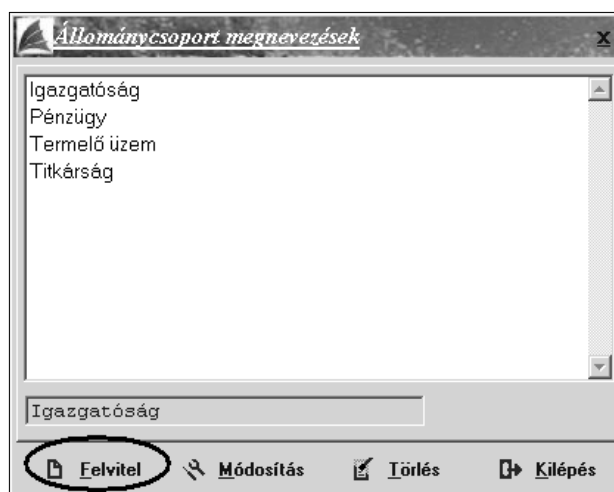 Állománycsoport megnevezések x
Igazgatóság
Pénzügy
Termelő üzem
Titkárság
Igazgatóság
Felvitel Módosítás Törlés Kilépés